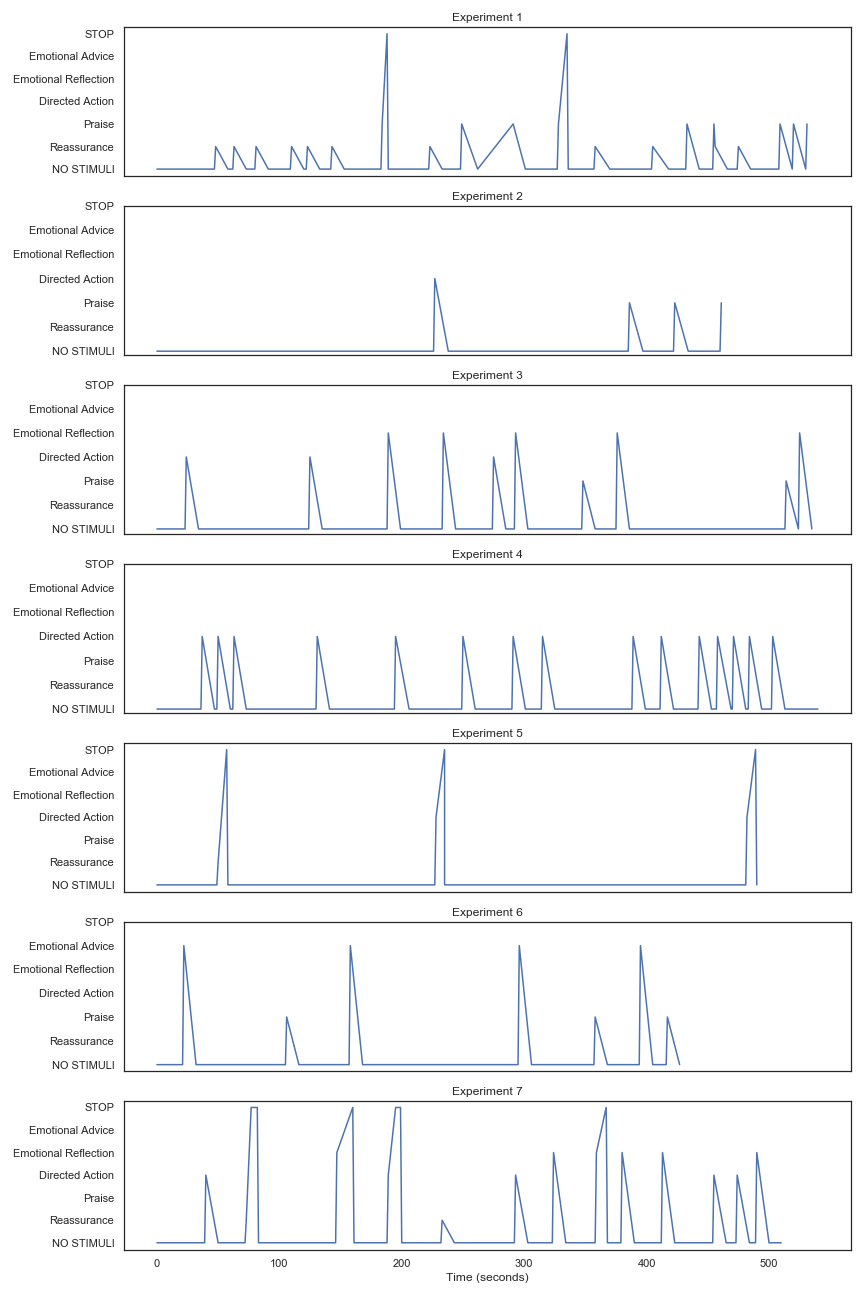 Experiment 1
STOP
Emotional Advice
Emotional Reflection
Directed Action
Praise
Reassurance
NO STIMULI
Experiment 2
STOP
Emotional Advice
Emotional Reflection
Directed Action
Praise
Reassurance
NO STIMULI
Experiment 3
STOP
Emotional Advice
Emotional Reflection
Directed Action
Praise
Reassurance
NO STIMULI
Experiment 4
STOP
Emotional Advice
Emotional Reflection
Directed Action
Praise
Reassurance
NO STIMULI
Experiment 5
STOP
Emotional Advice
Emotional Reflection
Directed Action
Praise
Reassurance
NO STIMULI
Experiment 6
STOP
Emotional Advice
Emotional Reflection
Directed Action
Praise
Reassurance
NO STIMULI
Experiment 7
STOP
Emotional Advice
Emotional Reflection
Directed Action
Praise
Reassurance
NO STIMULI
0 100 200 300 400 500
Time (seconds)